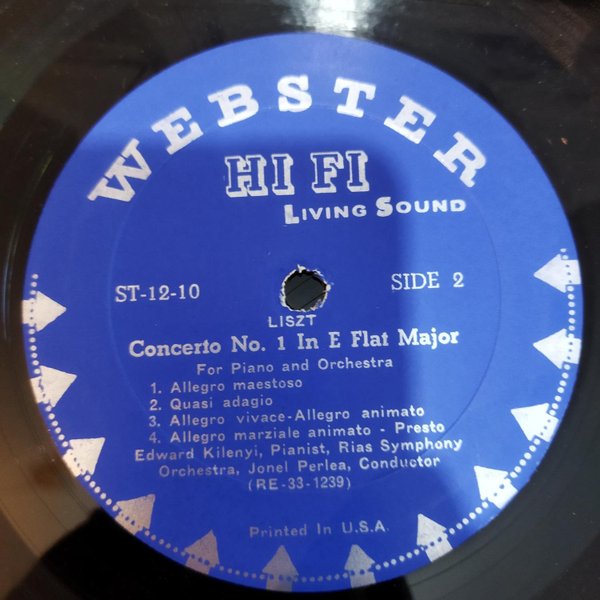 WEBSTER
HI FI
LIVING SOUND
ST-12-10
SIDE 2
LISZT
Concerto No. 1 In E Flat Major
For Piano and Orchestra
1. Allegro maestoso
2. Quasi adagio
3. Allegro vivace-Allegro animato
4. Allegro marziale animato - Presto
Edward Kilenyi, Pianist, Rias Symphony
Orchestra, Jonel Perlea, Conductor
(RE-33-1239)
Printed In U.S.A.